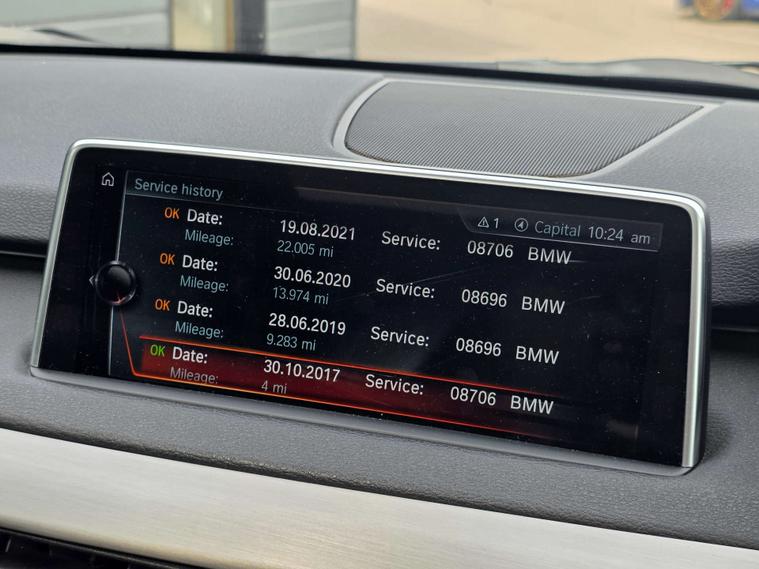 Service history
1 Capital 10:24 am
OK Date: 19.08.2021 Service: 08706 BMW
Mileage: 22.005 mi
OK Date: 30.06.2020 Service: 08696 BMW
Mileage: 13.974 mi
OK Date: 28.06.2019 Service: 08696 BMW
Mileage: 9.283 mi
OK Date: 30.10.2017 Service: 08706 BMW
Mileage: 4 mi